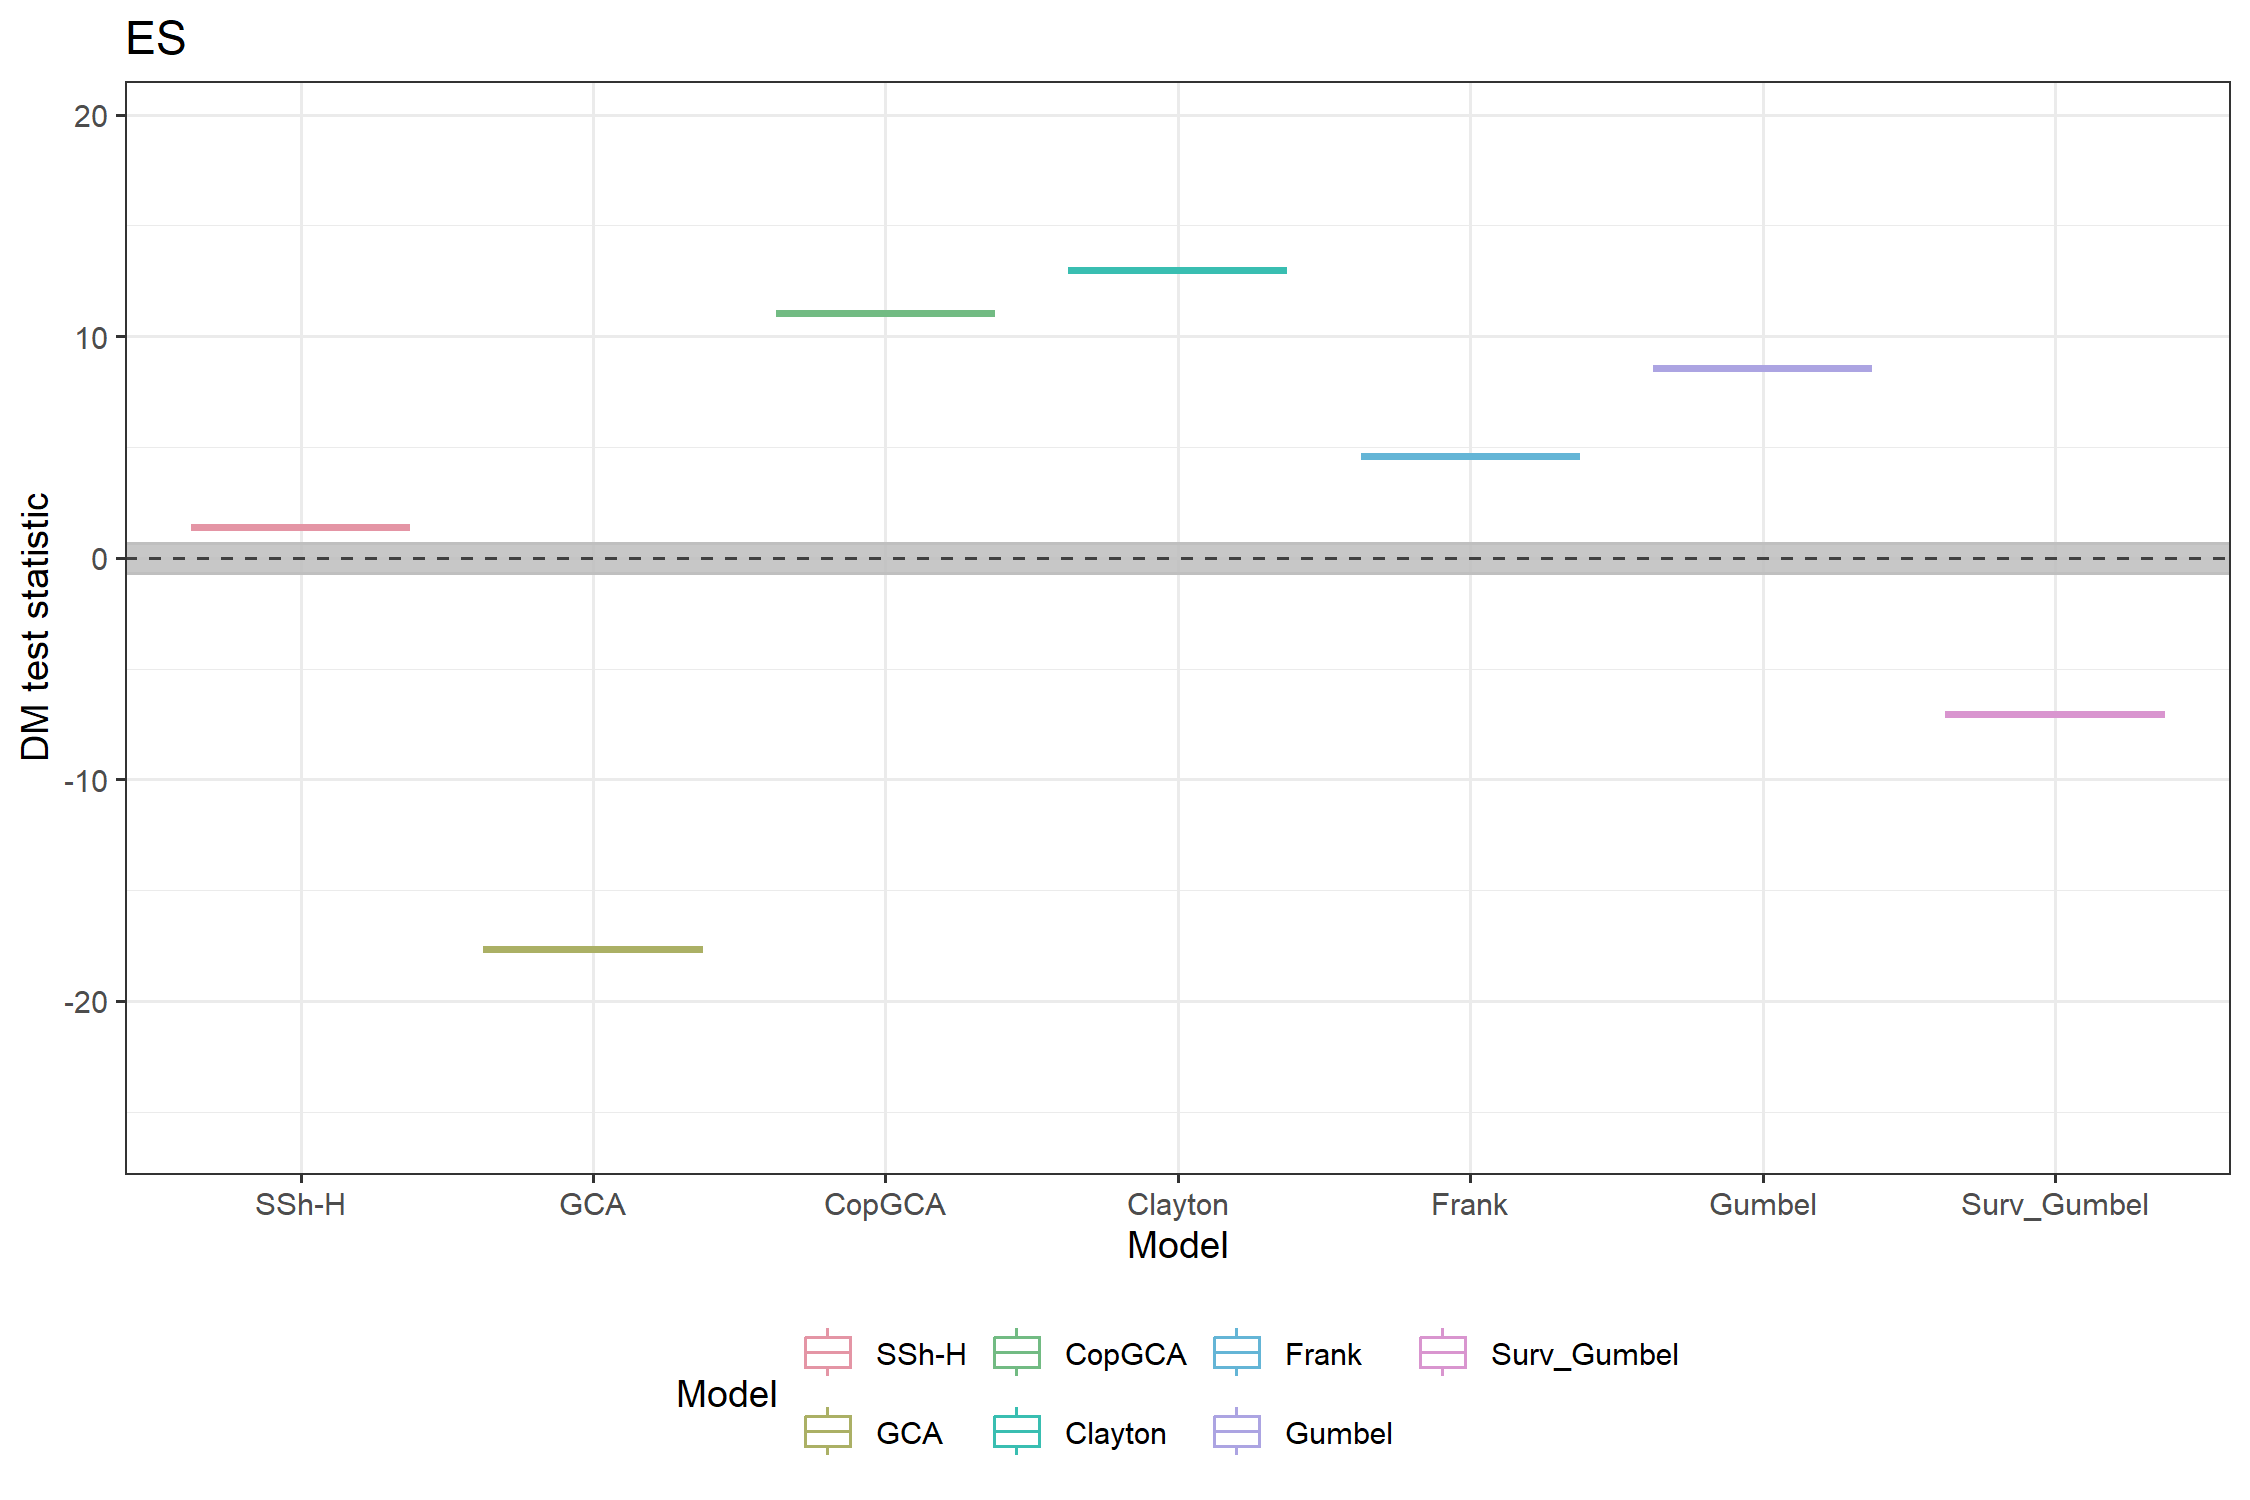 ES
20
10
0
-10
-20
DM test statistic
SSh-H GCA CopGCA Clayton Frank Gumbel Surv_Gumbel
Model
Model
SSh-H CopGCA Frank Surv_Gumbel
GCA Clayton Gumbel